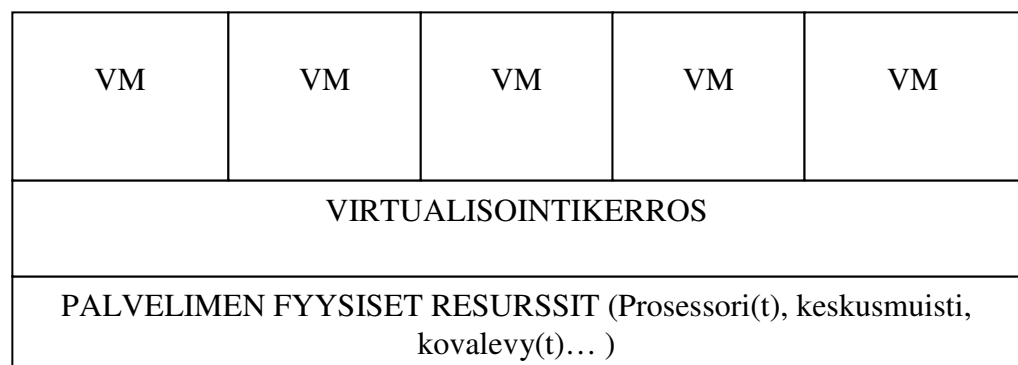 VM VM VM VM VM
VIRTUALISOINTIKERROS
PALVELIMEN FYYSISET RESURSSIT (Prosessori(t), keskusmuisti,
kovalevy(t)… )